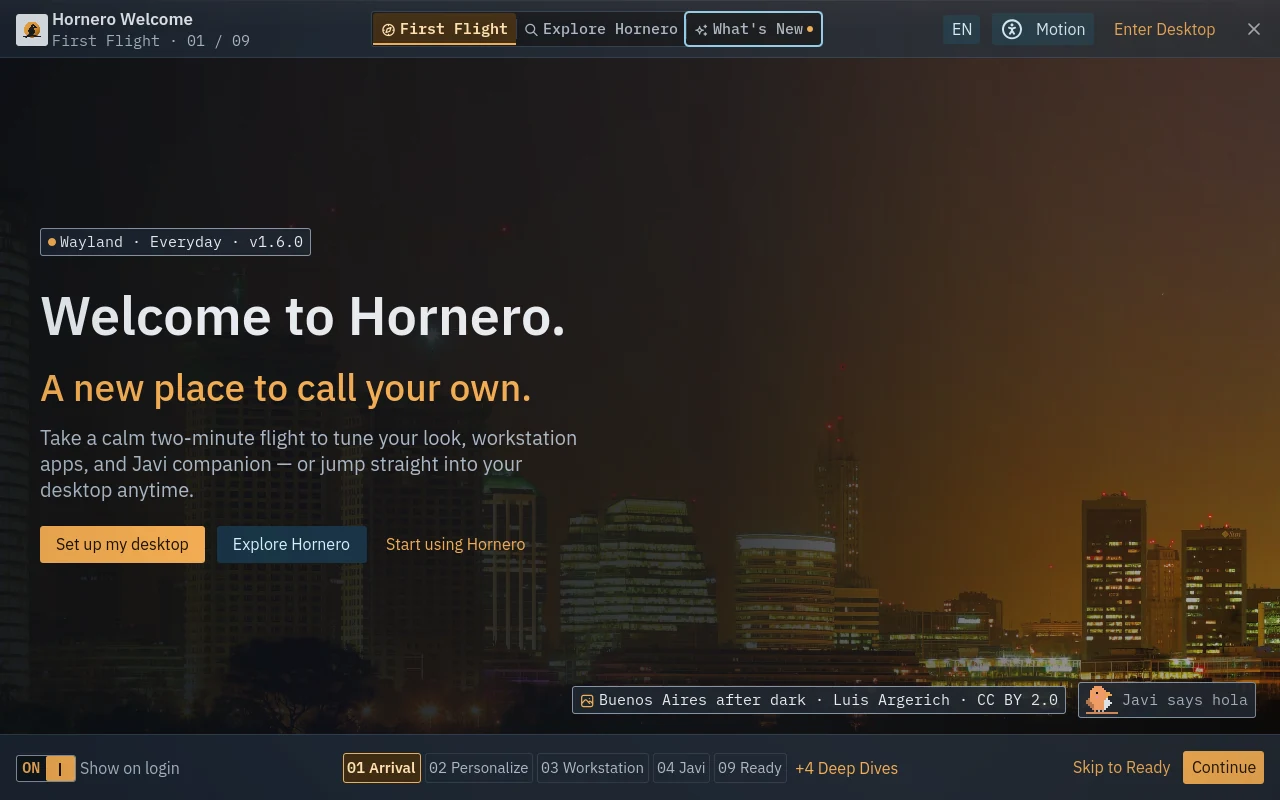 Hornero Welcome
First Flight · 01 / 09
First Flight
Explore Hornero
What's New
EN
Motion
Enter Desktop
Wayland · Everyday · v1.6.0
Welcome to Hornero.
A new place to call your own.
Take a calm two-minute flight to tune your look, workstation
apps, and Javi companion — or jump straight into your
desktop anytime.
Set up my desktop
Explore Hornero
Start using Hornero
Buenos Aires after dark · Luis Argerich · CC BY 2.0
Javi says hola
ON
Show on login
01 Arrival
02 Personalize
03 Workstation
04 Javi
09 Ready
+4 Deep Dives
Skip to Ready
Continue